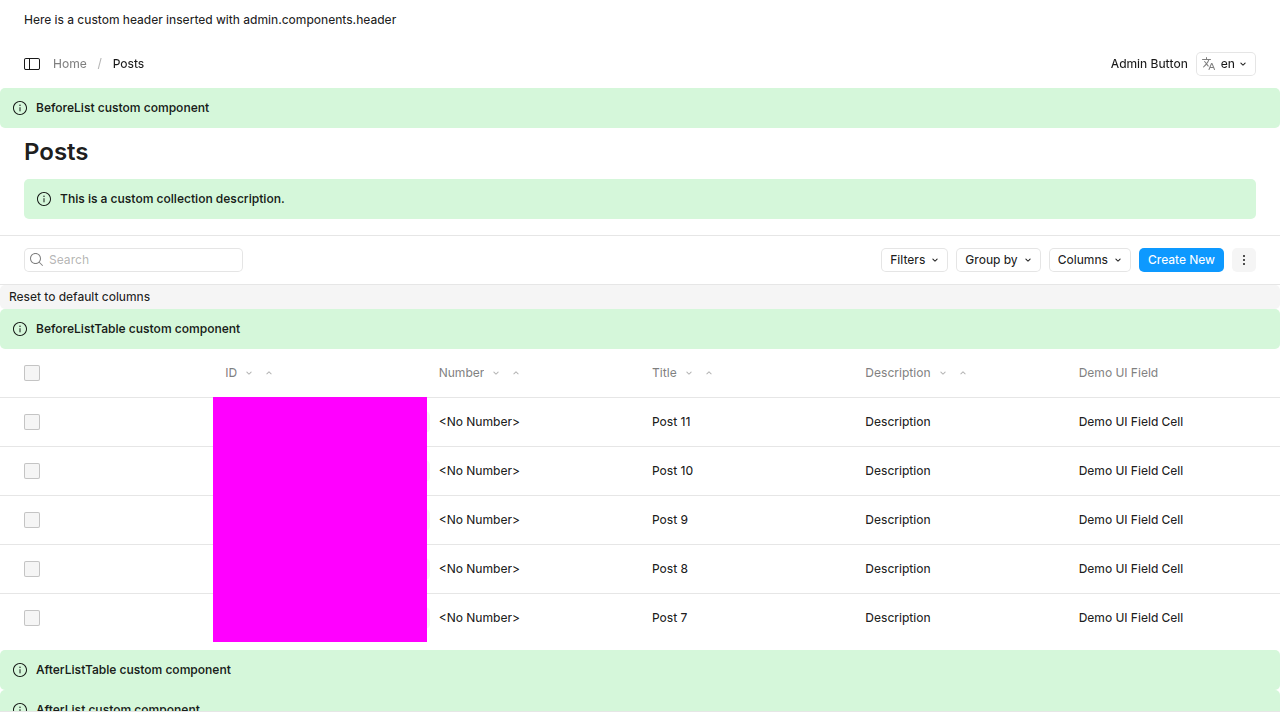 Here is a custom header inserted with admin.components.header
Home / Posts
Admin Button
en
BeforeList custom component
Posts
This is a custom collection description.
Search
Filters
Group by
Columns
Create New
Reset to default columns
BeforeListTable custom component
ID Number Title Description Demo UI Field
<No Number> Post 11 Description Demo UI Field Cell
<No Number> Post 10 Description Demo UI Field Cell
<No Number> Post 9 Description Demo UI Field Cell
<No Number> Post 8 Description Demo UI Field Cell
<No Number> Post 7 Description Demo UI Field Cell
AfterListTable custom component
AfterList custom component